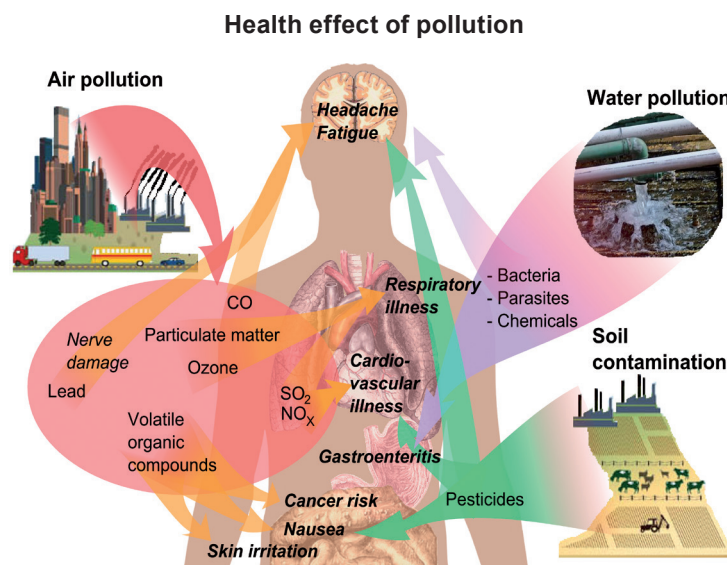 Health effect of pollution
Air pollution
Water pollution
Headache
Fatigue
CO
Particulate matter
Nerve
damage
Ozone
Lead
SO₂
NOₓ
Volatile
organic
compounds
Respiratory
illness
Cardio-
vascular
illness
Gastroenteritis
Cancer risk
Nausea
Skin irritation
- Bacteria
- Parasites
- Chemicals
Soil
contamination
Pesticides